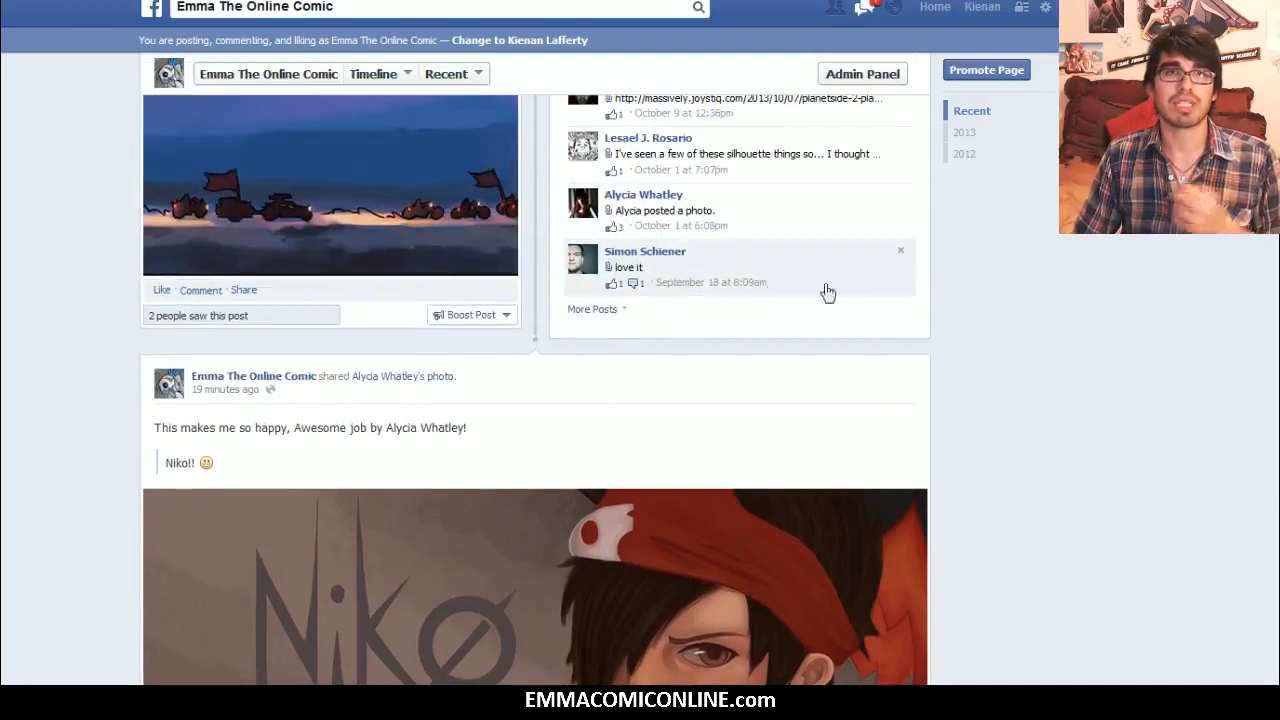 Emma The Online Comic
Home Kienan
You are posting, commenting, and liking as Emma The Online Comic — Change to Kienan Lafferty
Emma The Online Comic Timeline Recent Admin Panel
Promote Page
Recent
2013
2012
http://massively.joystiq.com/2013/10/07/planetside-2-pla...
1 · October 9 at 12:36pm
Lesael J. Rosario
I've seen a few of these silhouette things so... I thought ...
1 · October 1 at 7:07pm
Alycia Whatley
Alycia posted a photo.
3 · October 1 at 6:08pm
Simon Schiener
love it
1 1 · September 18 at 8:09am
More Posts
Like · Comment · Share
2 people saw this post
Boost Post
Emma The Online Comic shared Alycia Whatley's photo.
19 minutes ago
This makes me so happy, Awesome job by Alycia Whatley!
Niko!!
NiKO
EMMACOMICONLINE.com